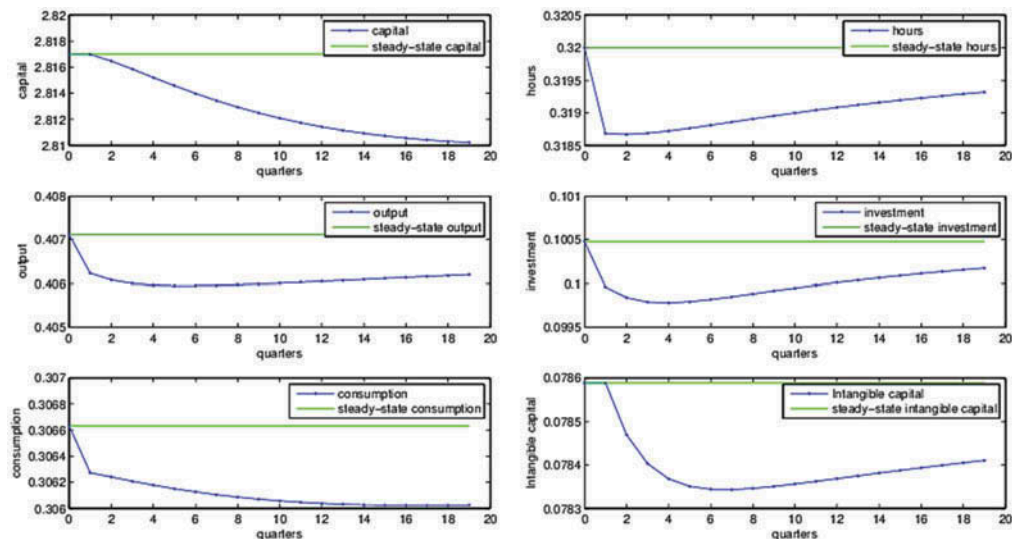 2.82
2.818
2.816
2.814
2.812
2.81
capital
capital
steady-state capital
0 2 4 6 8 10 12 14 16 18 20
quarters
0.3205
0.32
0.3195
0.319
0.3185
hours
hours
steady-state hours
0 2 4 6 8 10 12 14 16 18 20
quarters
0.408
0.407
0.406
0.405
output
output
steady-state output
0 2 4 6 8 10 12 14 16 18 20
quarters
0.101
0.1005
0.1
0.0995
investment
investment
steady-state investment
0 2 4 6 8 10 12 14 16 18 20
quarters
0.307
0.3068
0.3066
0.3064
0.3062
0.306
consumption
consumption
steady-state consumption
0 2 4 6 8 10 12 14 16 18 20
quarters
0.0786
0.0785
0.0784
0.0783
Intangible capital
Intangible capital
steady-state intangible capital
0 2 4 6 8 10 12 14 16 18 20
quarters